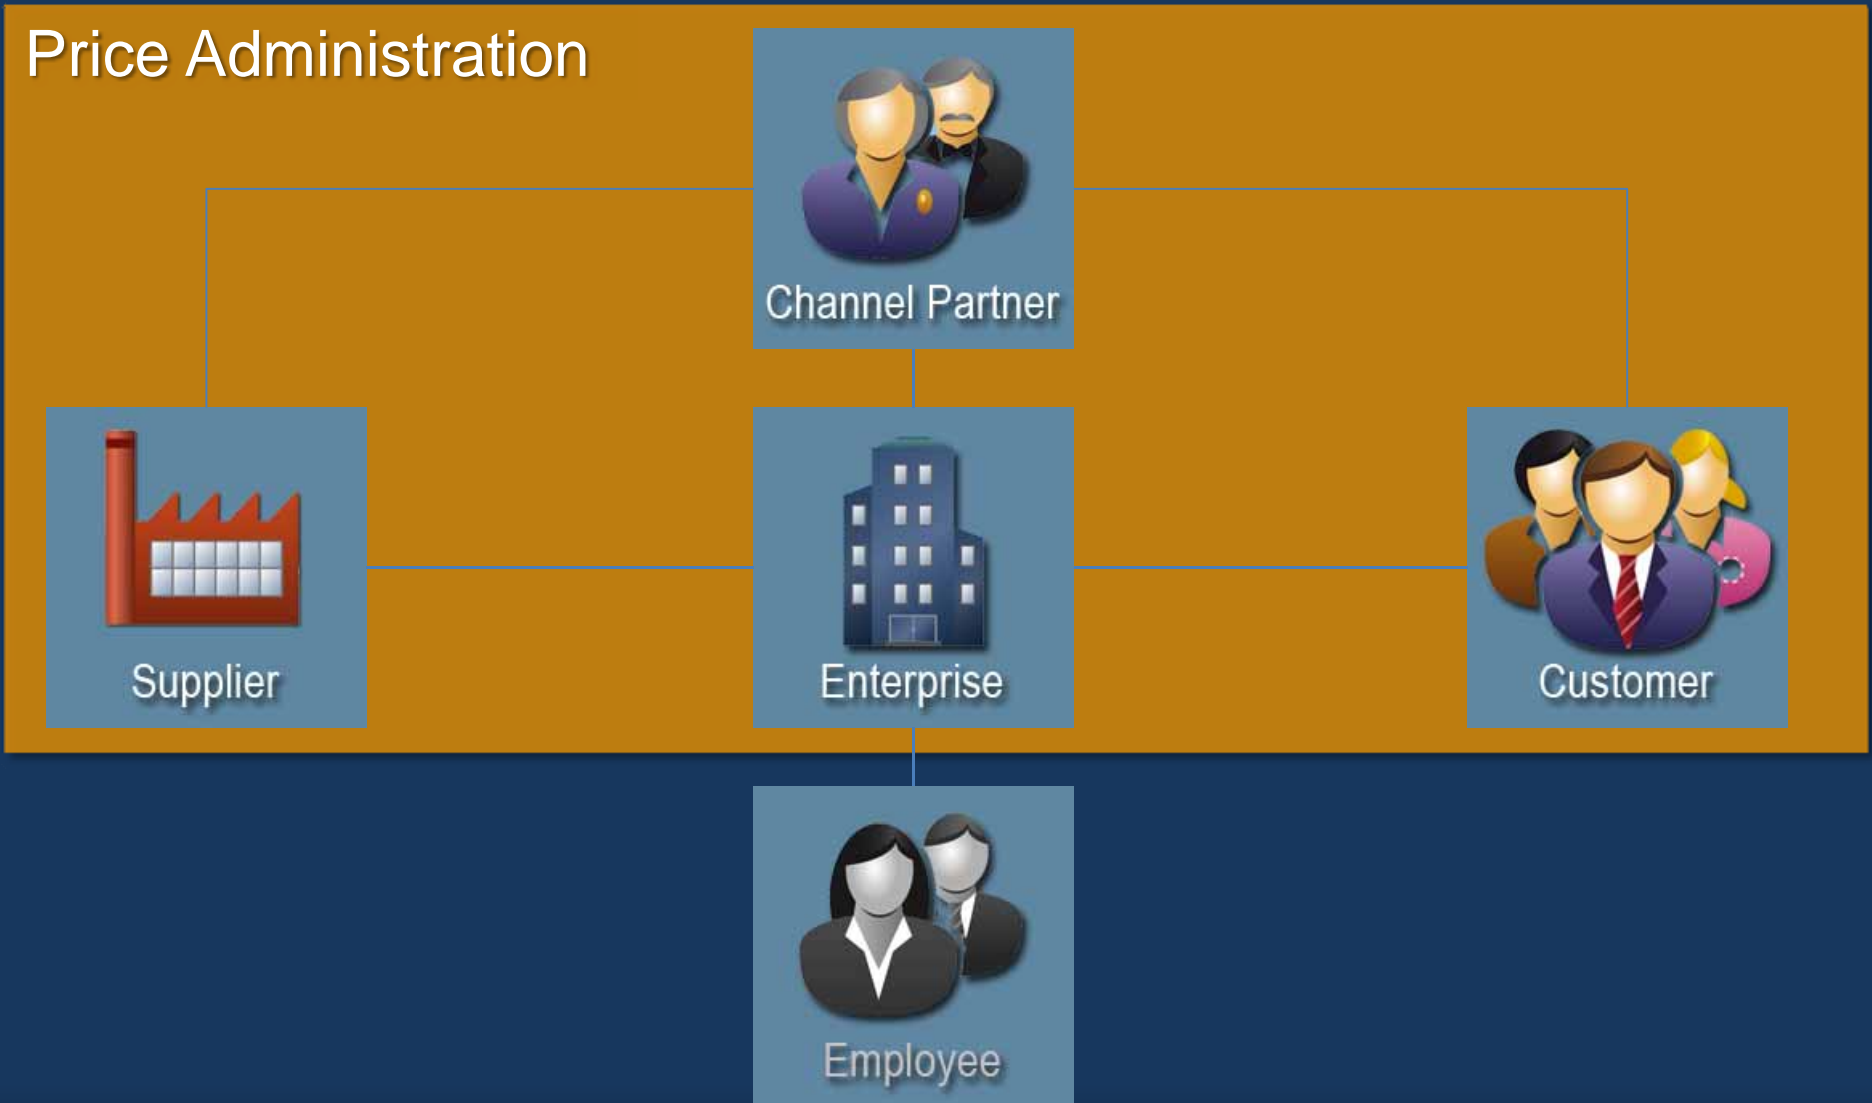 Price Administration
Channel Partner
Supplier
Enterprise
Customer
Employee